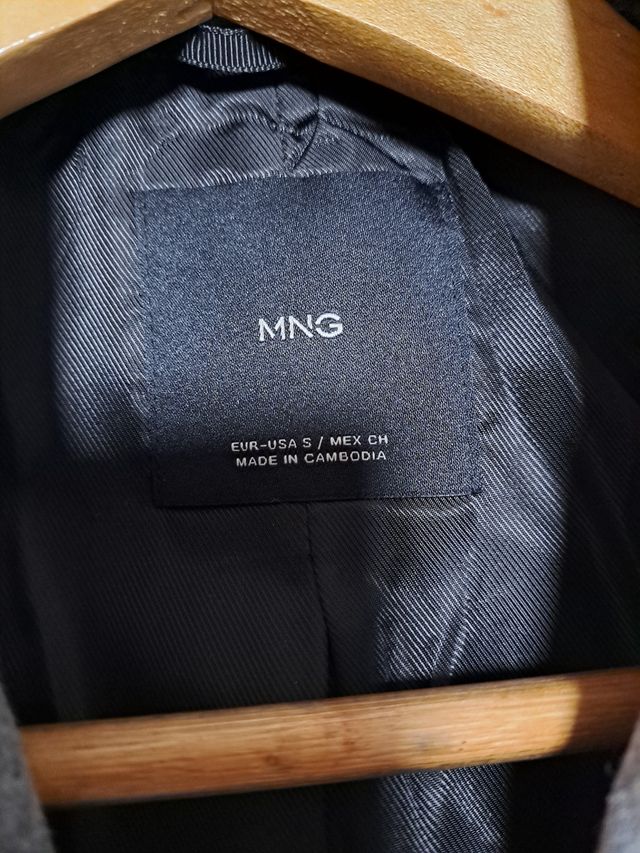 MNG
EUR-USA S / MEX CH
MADE IN CAMBODIA